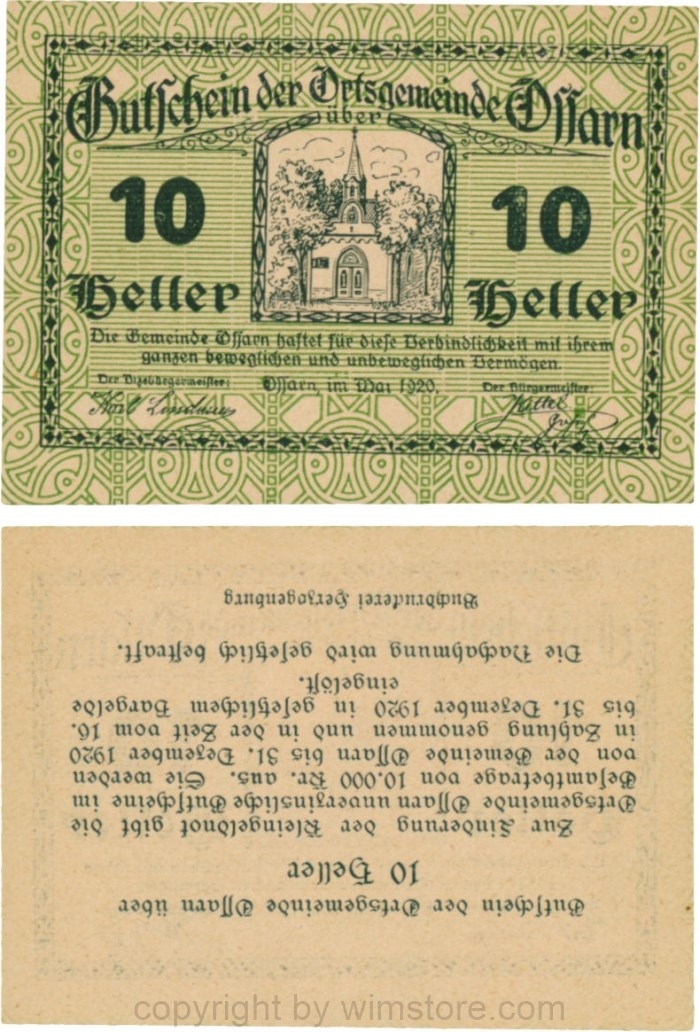 Gutschein der Ortsgemeinde Ossarn
über
10
10
Heller
Heller
Die Gemeinde Ossarn haftet für diese Verbindlichkeit mit ihrem
ganzen beweglichen und unbeweglichen Vermögen.
Der Vizebürgermeister:
Ossarn, im Mai 1920.
Der Bürgermeister:
Gutschein der Ortsgemeinde Ossarn über
10 Heller
Zur Linderung der Kleingeldnot gibt die
Ortsgemeinde Ossarn unverzinsliche Gutscheine im
Gesamtbetrage von 10.000 Kr. aus. Sie werden
von der Gemeinde Ossarn bis 31. Dezember 1920
in Zahlung genommen und in der Zeit vom 16.
bis 31. Dezember 1920 in gesetzlichem Bargelde
eingelöst.
Die Nachahmung wird gesetzlich bestraft.
Buchdruckerei Herzogenburg
copyright by wimstore.com